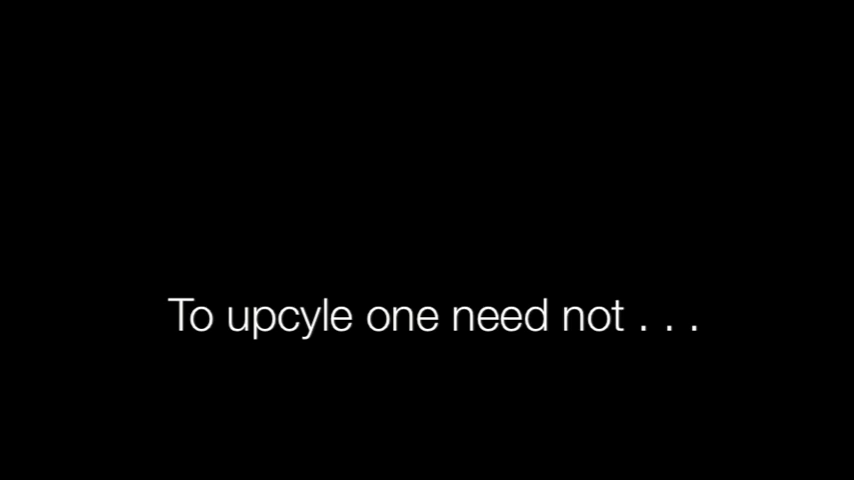 To upcyle one need not . . .